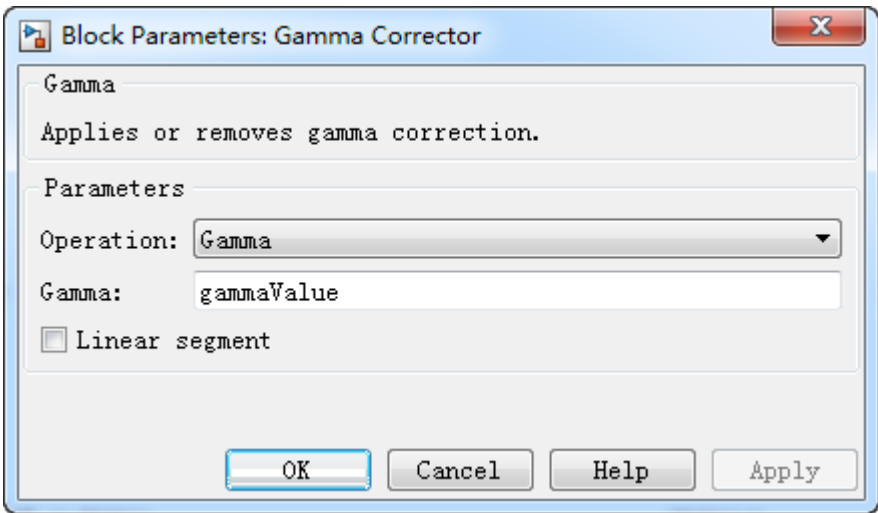 Block Parameters: Gamma Corrector
Gamma
Applies or removes gamma correction.
Parameters
Operation: Gamma
Gamma: gammaValue
Linear segment
OK Cancel Help Apply